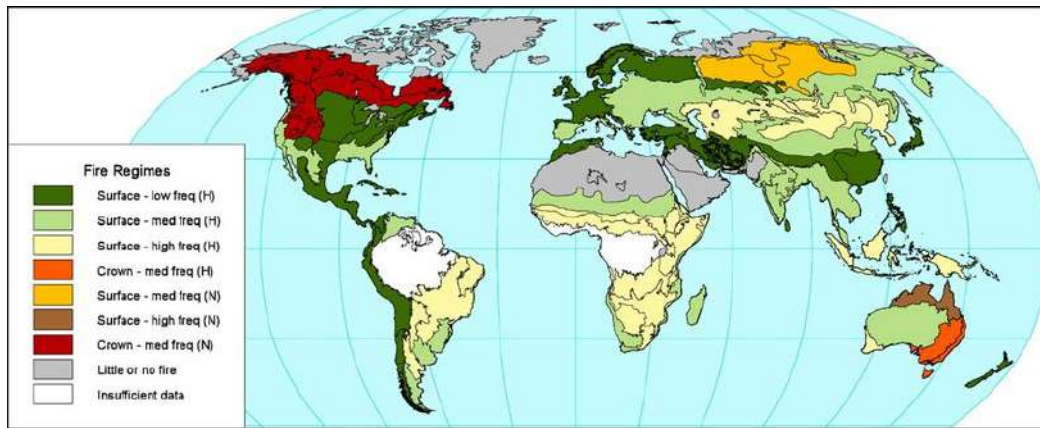 Fire Regimes
Surface - low freq (H)
Surface - med freq (H)
Surface - high freq (H)
Crown - med freq (H)
Surface - med freq (N)
Surface - high freq (N)
Crown - med freq (N)
Little or no fire
Insufficient data